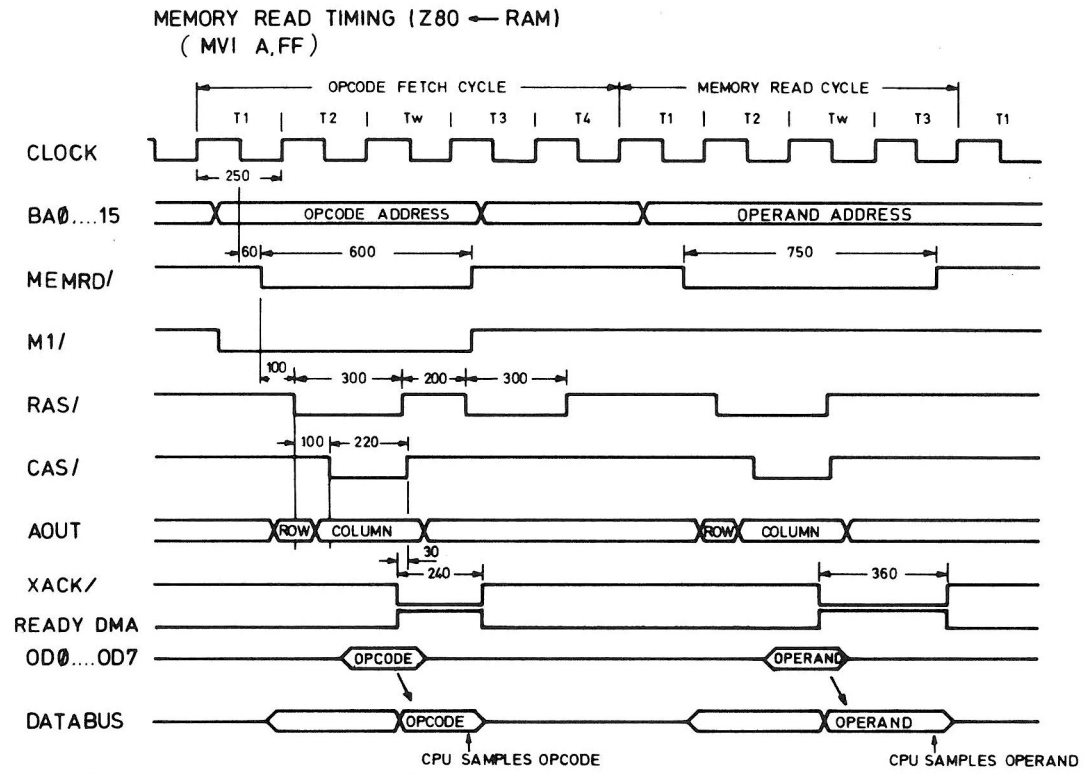 MEMORY READ TIMING (Z80 ← RAM)
( MVI A,FF)
OPCODE FETCH CYCLE MEMORY READ CYCLE
T1 T2 Tw T3 T4 T1 T2 Tw T3 T1
CLOCK
250
BA0....15 OPCODE ADDRESS OPERAND ADDRESS
60 600 750
MEMRD/
M1/
100 300 200 300
RAS/
100 220
CAS/
AOUT ROW COLUMN ROW COLUMN
30
240 360
XACK/
READY DMA
OD0....OD7 OPCODE OPERAND
DATABUS OPCODE OPERAND
CPU SAMPLES OPCODE CPU SAMPLES OPERAND